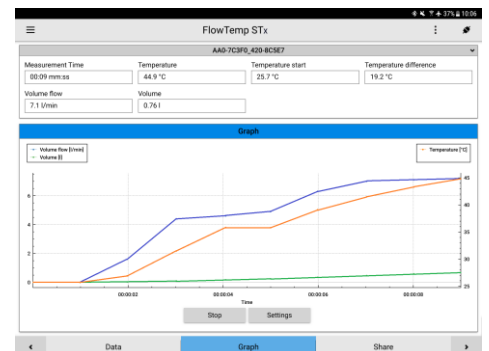 37% 10:06
FlowTemp STx
AA0-7C3F0_420-8C5E7
Measurement Time Temperature Temperature start Temperature difference
00:09 mm:ss 44.9 °C 25.7 °C 19.2 °C
Volume flow Volume
7.1 l/min 0.76 l
Graph
Volume flow [l/min] Temperature [°C]
Volume [l]
45
6
40
4
35
2
30
0
25
00:00:02 00:00:04 00:00:06 00:00:08
Time
Stop Settings
Data Graph Share